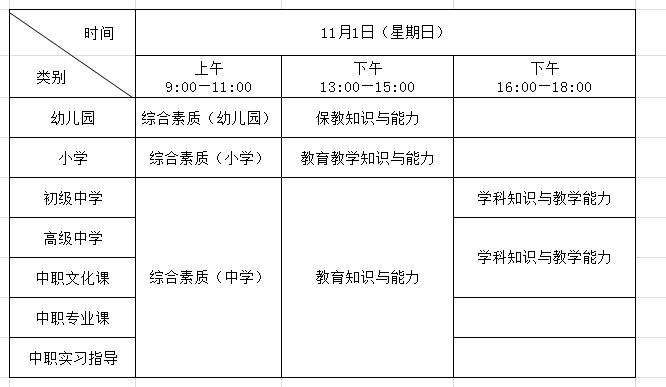 时间
11月1日（星期日）
类别
上午
9:00—11:00
下午
13:00—15:00
下午
16:00—18:00
幼儿园
综合素质（幼儿园）
保教知识与能力
小学
综合素质（小学）
教育教学知识与能力
初级中学
学科知识与教学能力
高级中学
学科知识与教学能力
中职文化课
综合素质（中学）
教育知识与能力
中职专业课
中职实习指导